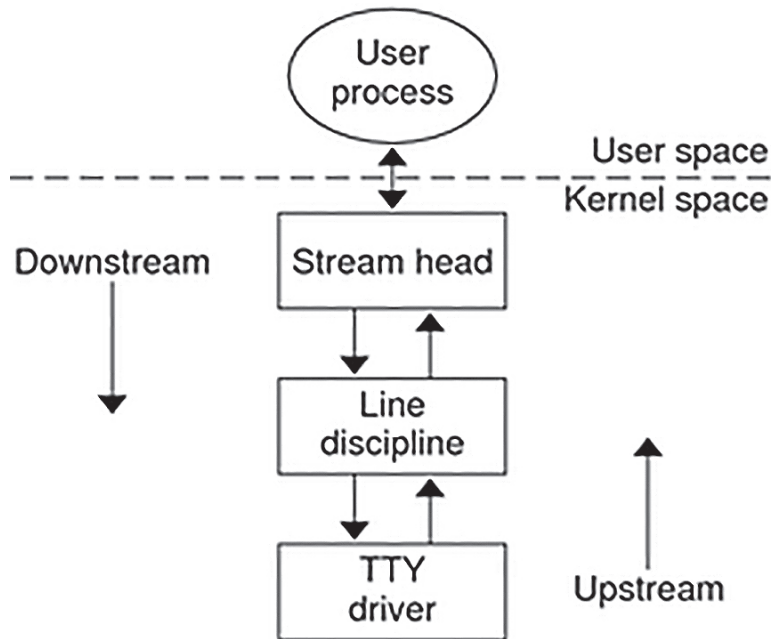 User
process
User space
Kernel space
Downstream
Stream head
Line
discipline
TTY
driver
Upstream